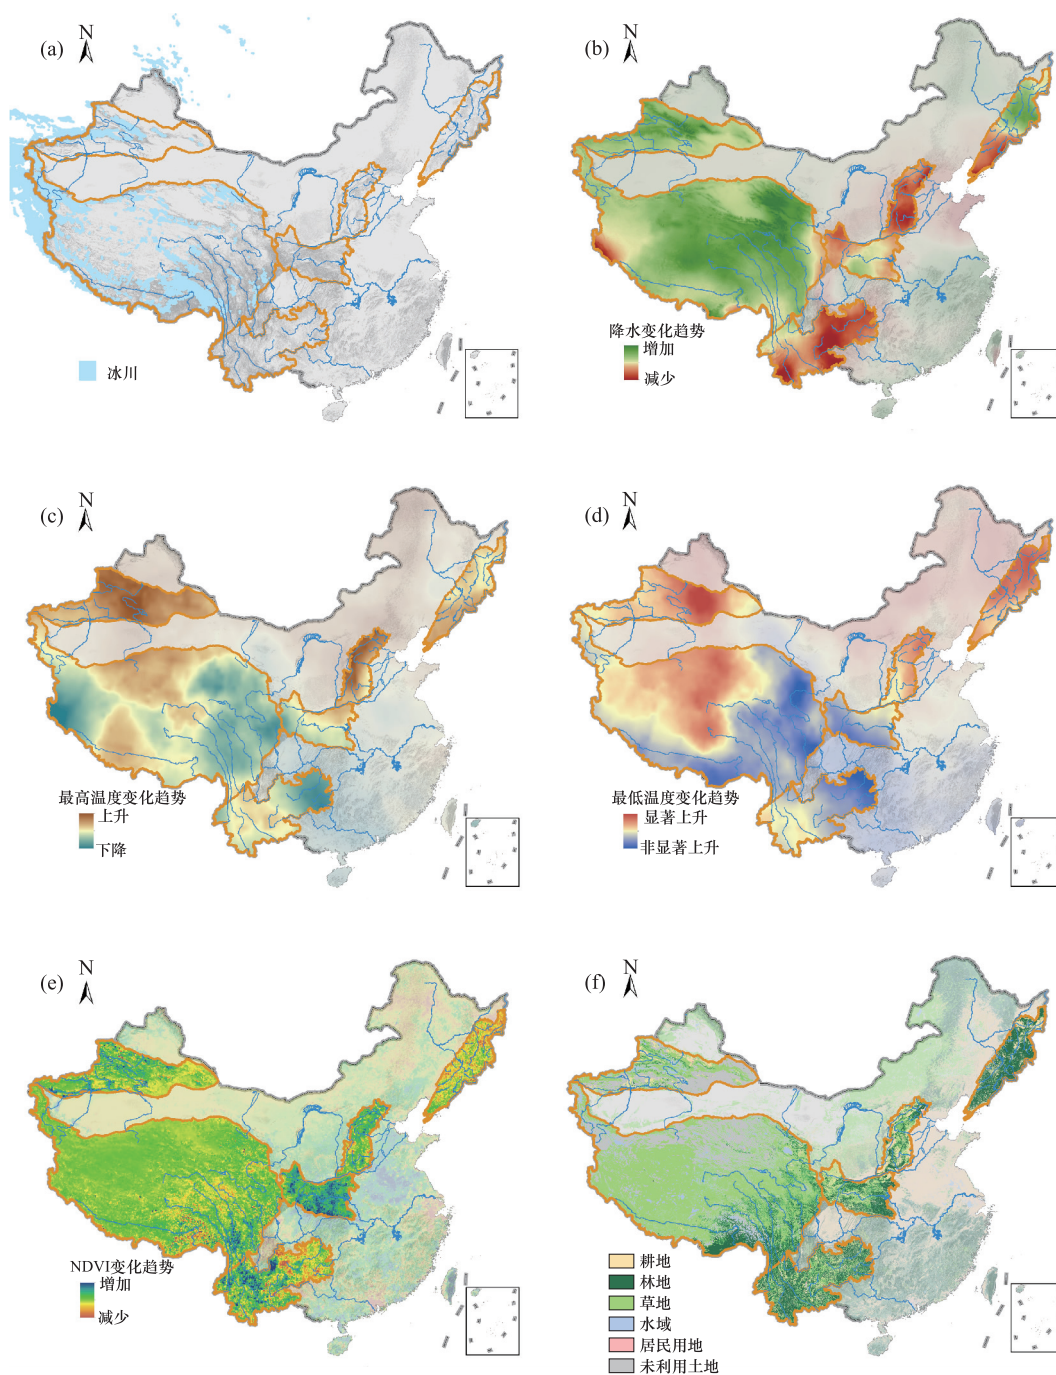 (a)
N
冰川
(b)
N
降水变化趋势
增加
减少
(c)
N
最高温度变化趋势
上升
下降
(d)
N
最低温度变化趋势
显著上升
非显著上升
(e)
N
NDVI变化趋势
增加
减少
(f)
N
耕地
林地
草地
水域
居民用地
未利用土地